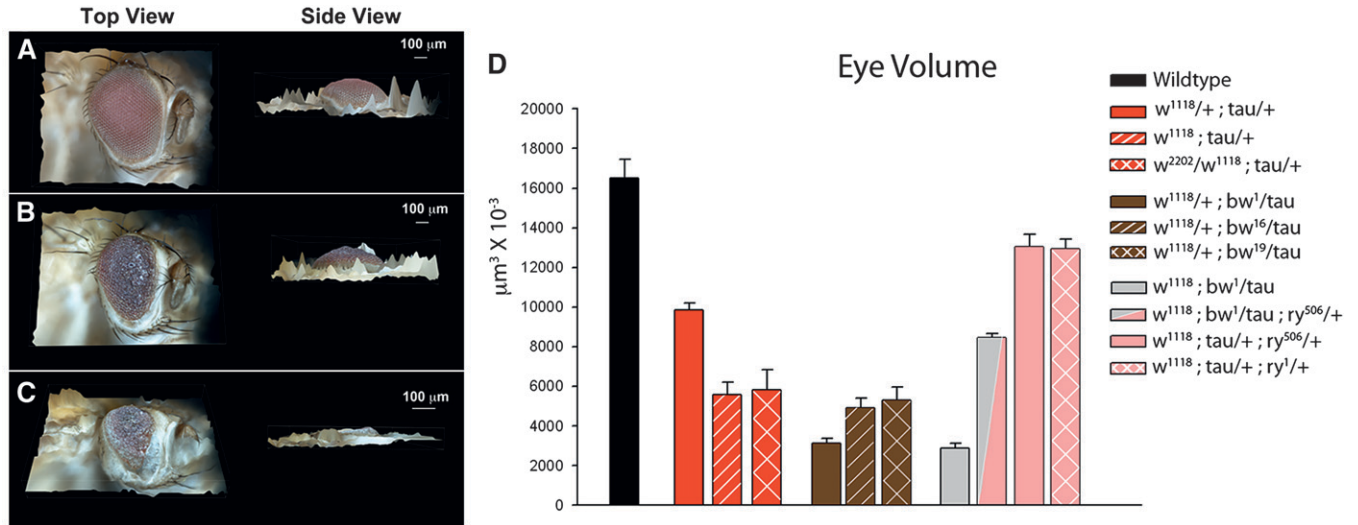 Top View Side View
A
100 μm
B
100 μm
C
100 μm
D
Eye Volume
μm³ X 10⁻³
20000
18000
16000
14000
12000
10000
8000
6000
4000
2000
0
Wildtype
w¹¹¹⁸/+ ; tau/+
w¹¹¹⁸ ; tau/+
w²²⁰²/w¹¹¹⁸ ; tau/+
w¹¹¹⁸/+ ; bw¹/tau
w¹¹¹⁸/+ ; bw¹⁶/tau
w¹¹¹⁸/+ ; bw¹⁹/tau
w¹¹¹⁸ ; bw¹/tau
w¹¹¹⁸ ; bw¹/tau ; ry⁵⁰⁶/+
w¹¹¹⁸ ; tau/+ ; ry⁵⁰⁶/+
w¹¹¹⁸ ; tau/+ ; ry¹/+